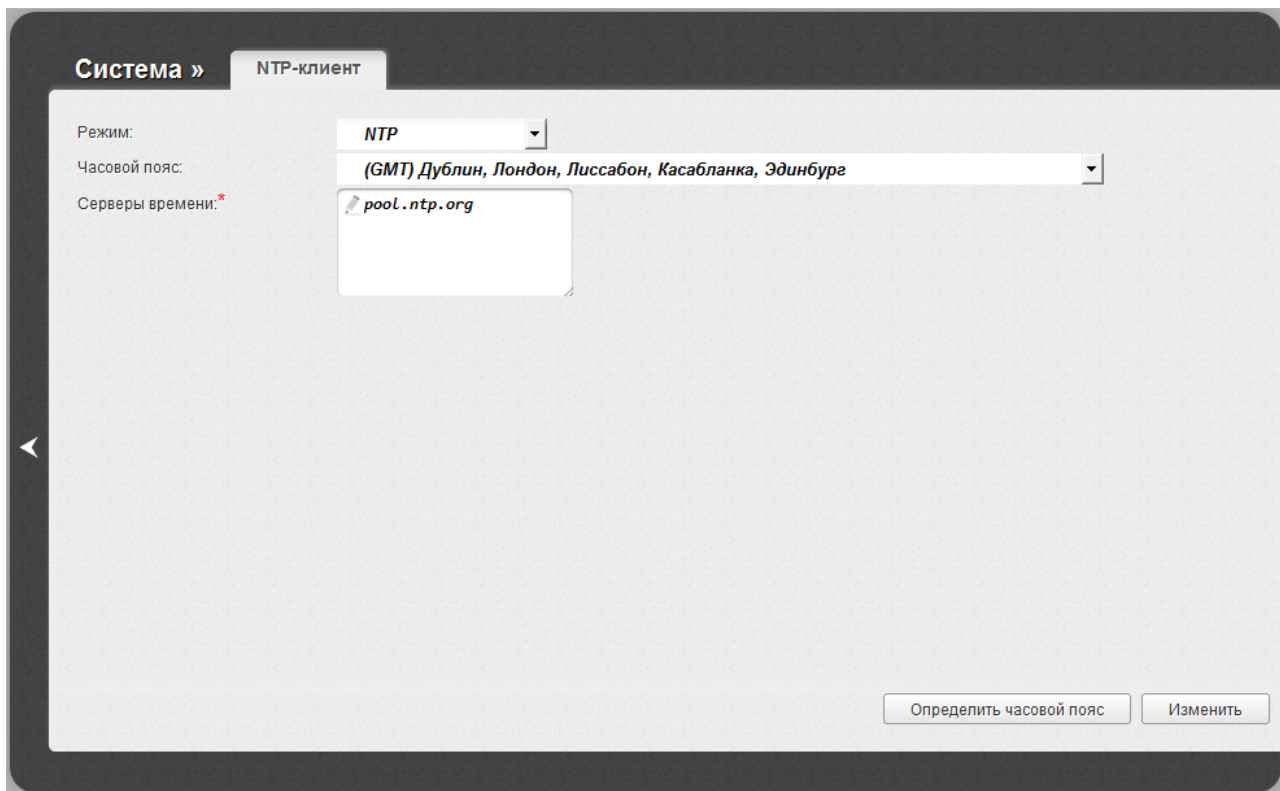 Система » NTP-клиент
Режим: NTP
Часовой пояс: (GMT) Дублин, Лондон, Лиссабон, Касабланка, Эдинбург
Серверы времени:* pool.ntp.org
Определить часовой пояс Изменить